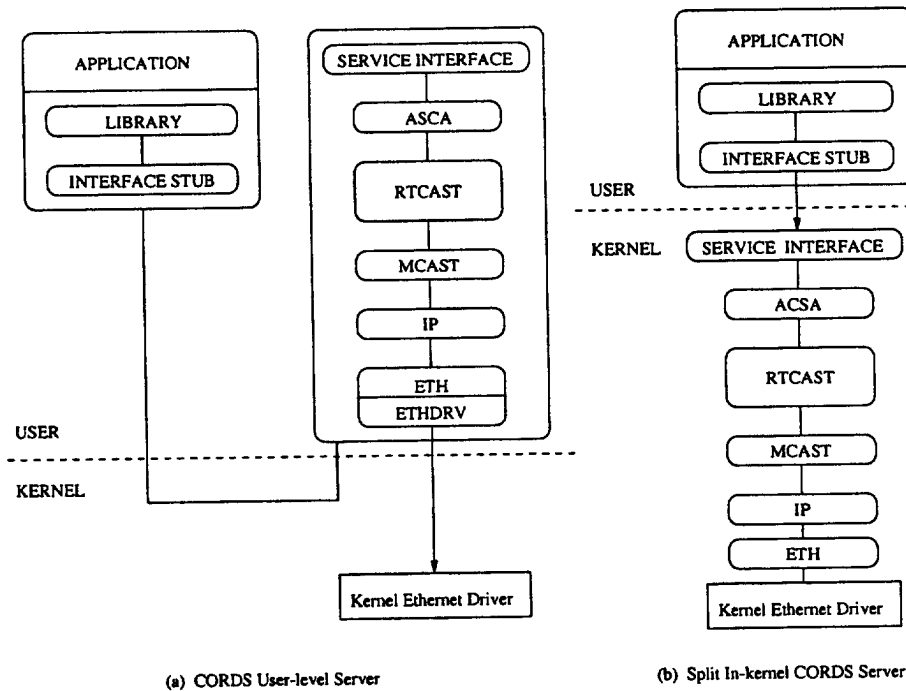 APPLICATION
LIBRARY
INTERFACE STUB
SERVICE INTERFACE
ASCA
RTCAST
MCAST
IP
ETH
ETHDRV
USER
KERNEL
Kernel Ethernet Driver
(a) CORDS User-level Server
APPLICATION
LIBRARY
INTERFACE STUB
USER
KERNEL
SERVICE INTERFACE
ACSA
RTCAST
MCAST
IP
ETH
Kernel Ethernet Driver
(b) Split In-kernel CORDS Server